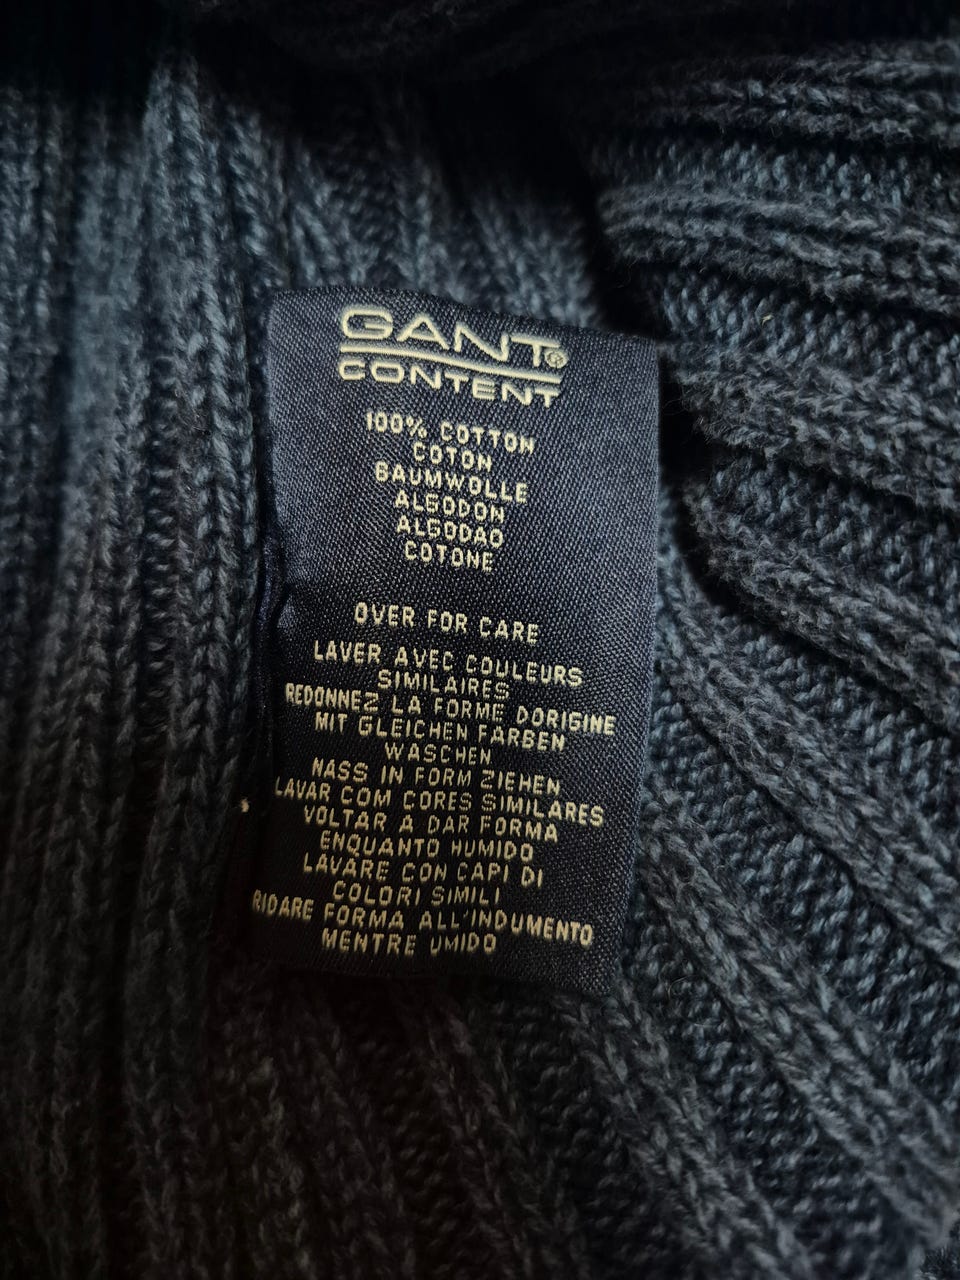 GANT®
CONTENT
100% COTTON
COTON
BAUMWOLLE
ALGODON
ALGODAO
COTONE
OVER FOR CARE
LAVER AVEC COULEURS
SIMILAIRES
REDONNEZ LA FORME DORIGINE
MIT GLEICHEN FARBEN
WASCHEN
NASS IN FORM ZIEHEN
LAVAR COM CORES SIMILARES
VOLTAR A DAR FORMA
ENQUANTO HUMIDO
LAVARE CON CAPI DI
COLORI SIMILI
RIDARE FORMA ALL'INDUMENTO
MENTRE UMIDO